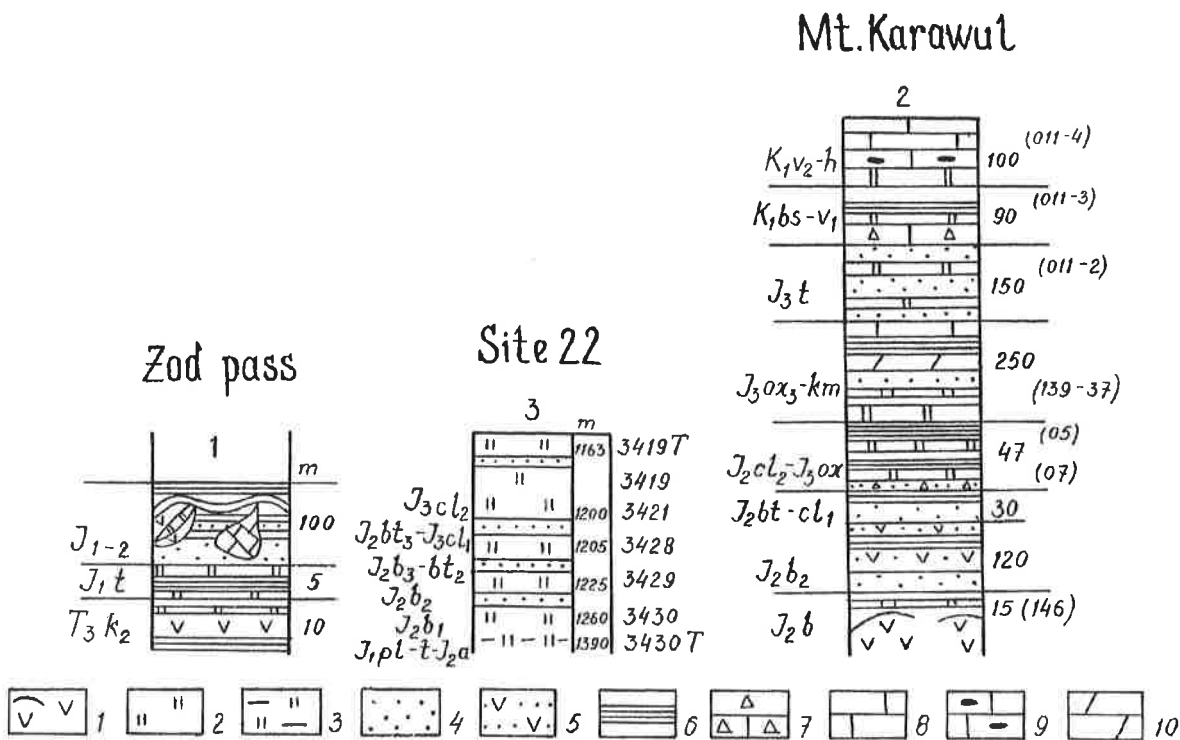 Zod pass
1
m
100
J₁₋₂
J₁t
5
T₃k₂
10
Site 22
3
m
1163 3419T
3419
J₃cl₂
1200 3421
J₂bt₃-J₃cl₁
1205 3428
J₂b₃-bt₂
1225 3429
J₂b₂
J₂b₁
1260 3430
J₁pl-t-J₂a
1390 3430T
Mt. Karawul
2
K₁v₂-h
100 (011-4)
K₁bs-v₁
90 (011-3)
J₃t
150 (011-2)
250
J₃ox₃-km
(139-37)
47 (05)
J₂cl₂-J₃ox
(07)
J₂bt-cl₁
30
J₂b₂
120
J₂b
15 (146)
1 2 3 4 5 6 7 8 9 10